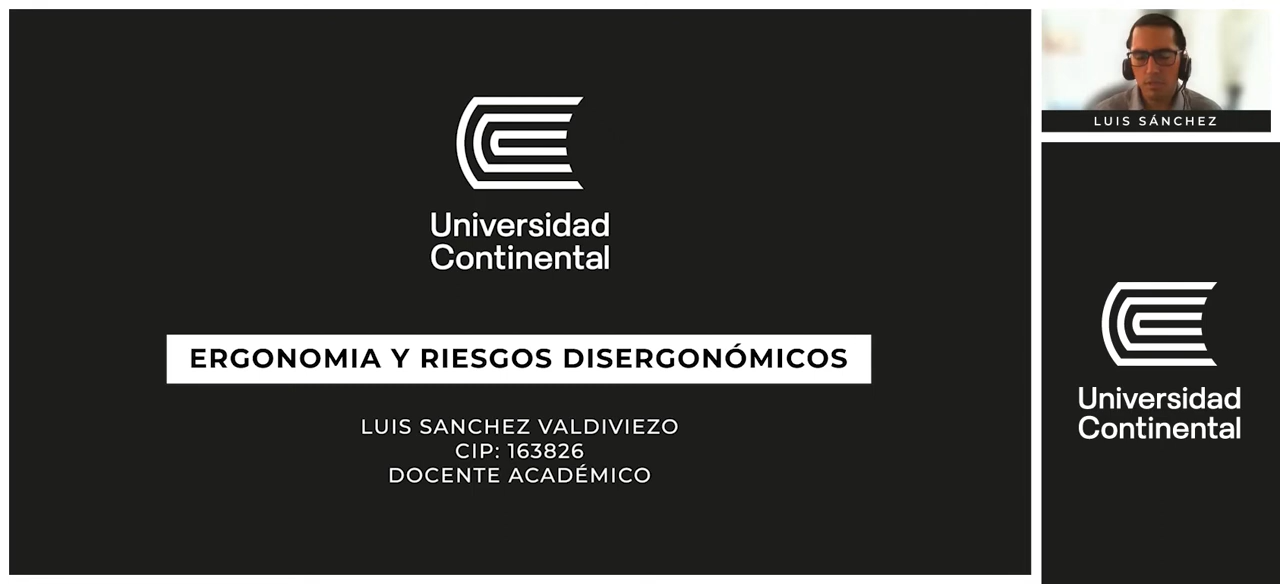 Universidad
Continental
ERGONOMIA Y RIESGOS DISERGONÓMICOS
LUIS SANCHEZ VALDIVIEZO
CIP: 163826
DOCENTE ACADÉMICO
LUIS SÁNCHEZ
Universidad
Continental